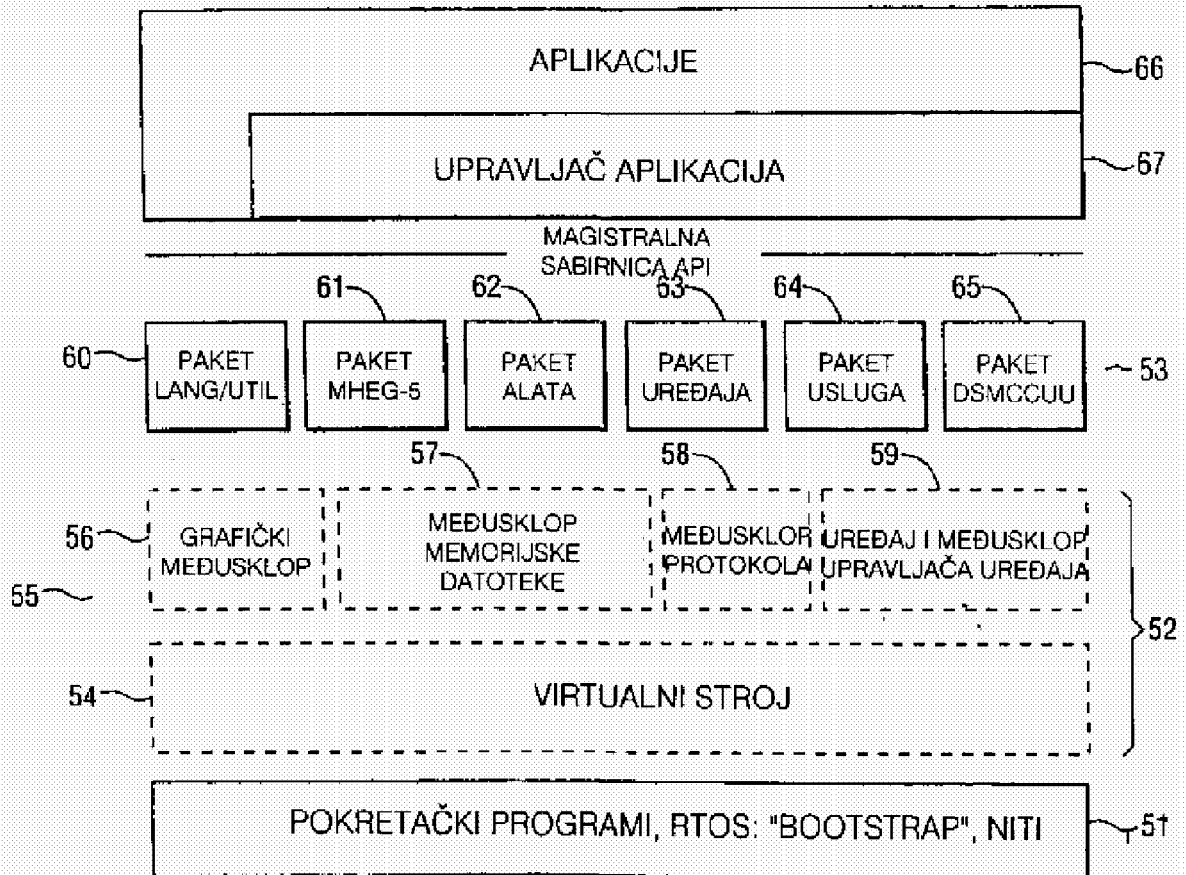 APLIKACIJE
66
UPRAVLJAČ APLIKACIJA
67
MAGISTRALNA
SABIRNICA API
61
62
63
64
65
60
PAKET
LANG/UTIL
PAKET
MHEG-5
PAKET
ALATA
PAKET
UREĐAJA
PAKET
USLUGA
PAKET
DSMCCUU
53
57
58
59
56
GRAFIČKI
MEĐUSKLOP
MEĐUSKLOP
MEMORIJSKE
DATOTEKE
MEĐUSKLOP
PROTOKOLA
UREĐAJ I MEĐUSKLOP
UPRAVLJAČA UREĐAJA
55
52
54
VIRTUALNI STROJ
POKRETAČKI PROGRAMI, RTOS: "BOOTSTRAP", NITI
51